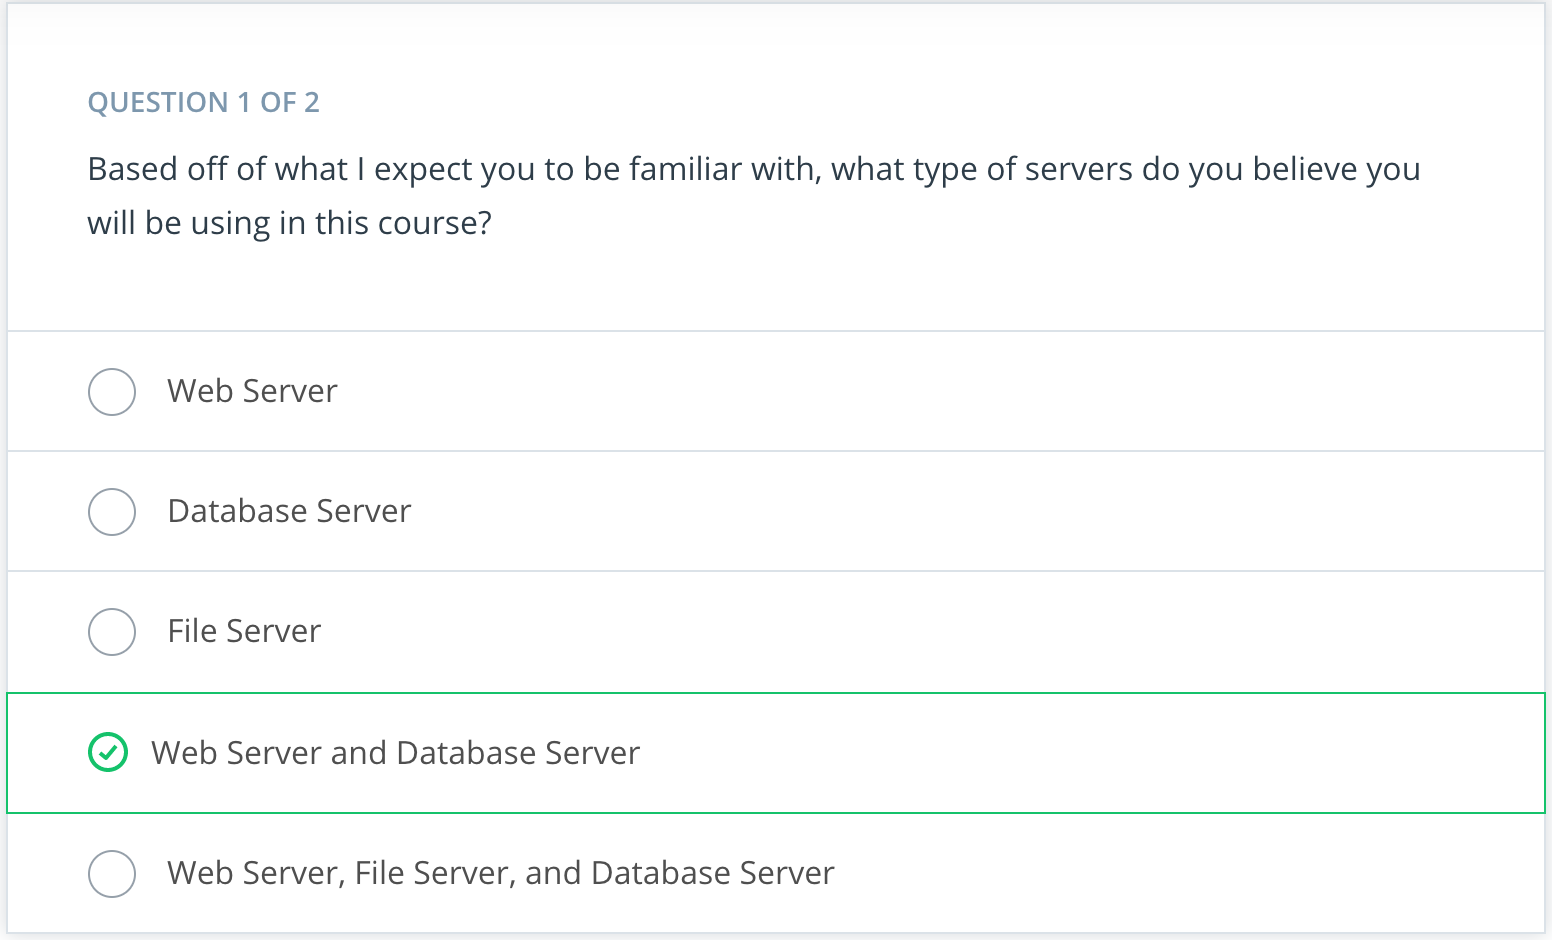 QUESTION 1 OF 2
Based off of what I expect you to be familiar with, what type of servers do you believe you
will be using in this course?
Web Server
Database Server
File Server
Web Server and Database Server
Web Server, File Server, and Database Server